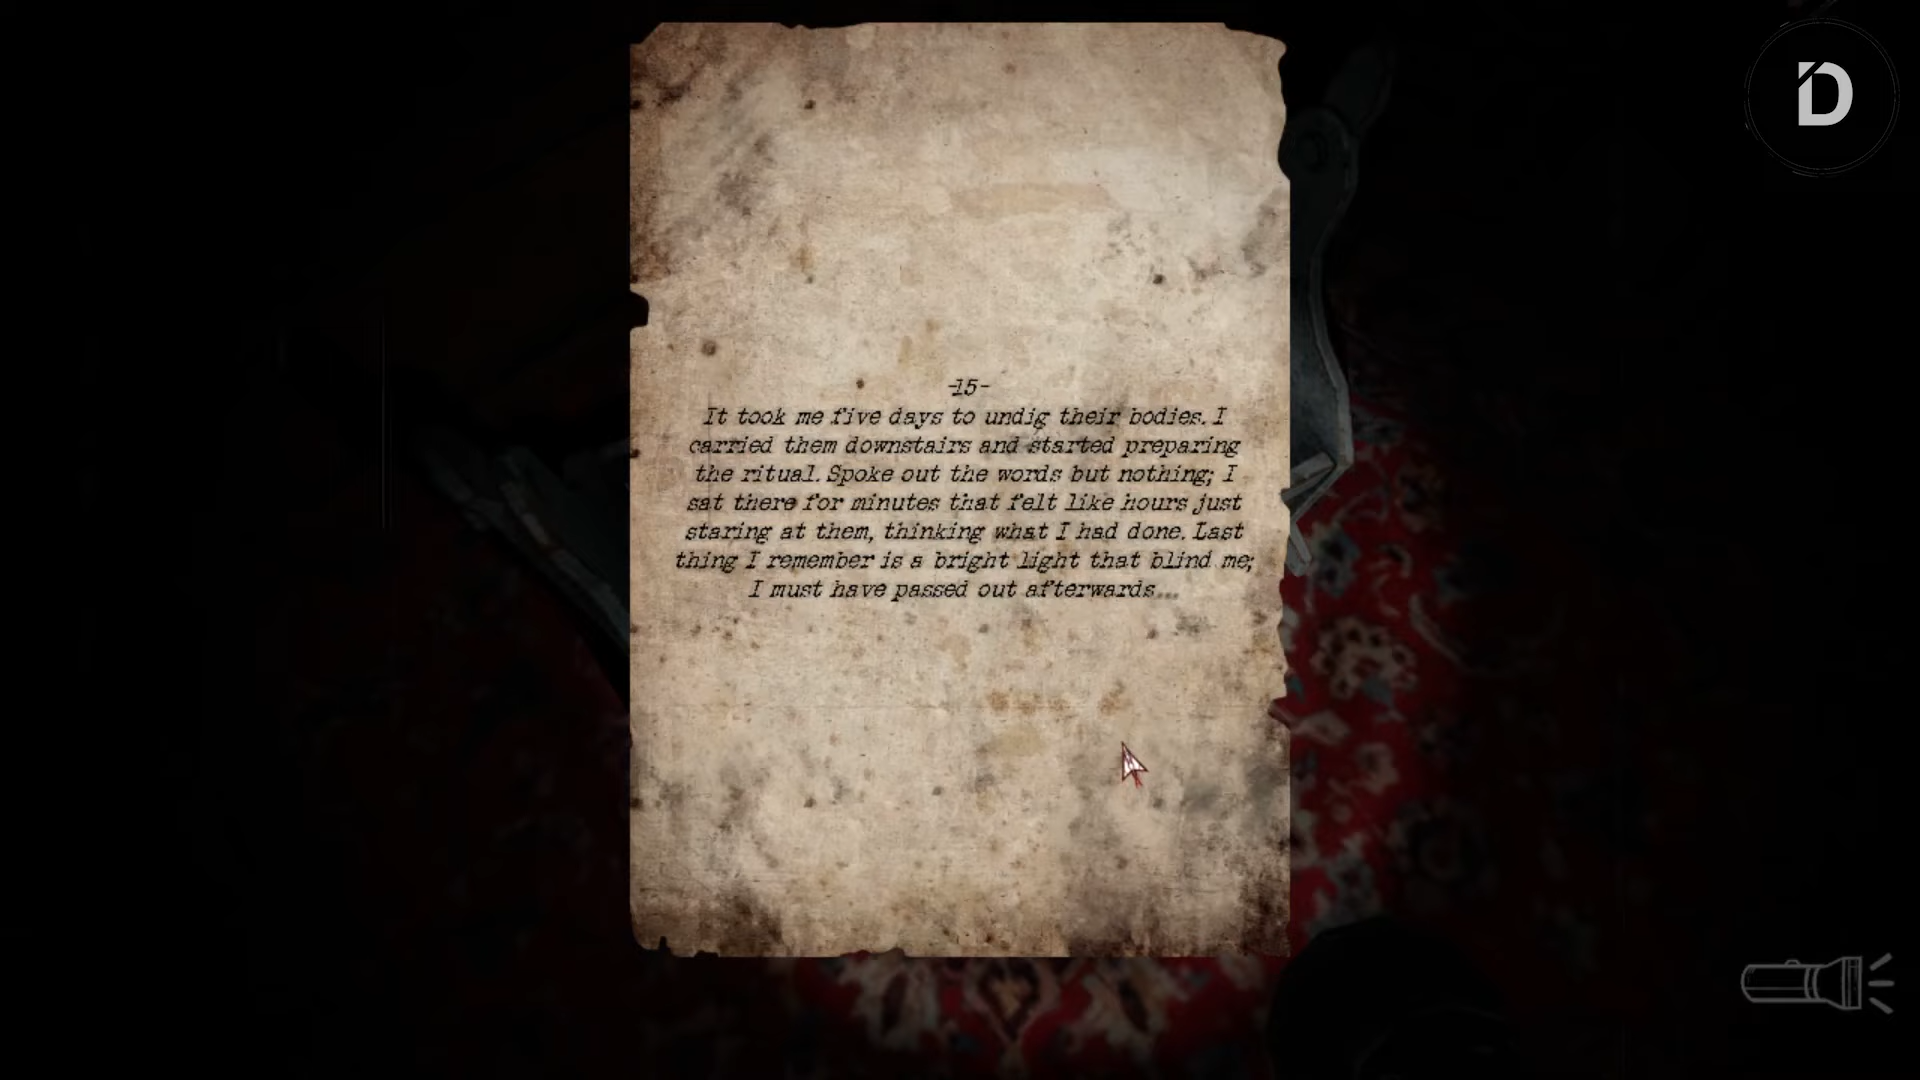 D
-15-
It took me five days to undig their bodies. I
carried them downstairs and started preparing
the ritual. Spoke out the words but nothing; I
sat there for minutes that felt like hours just
staring at them, thinking what I had done. Last
thing I remember is a bright light that blind me;
I must have passed out afterwards...